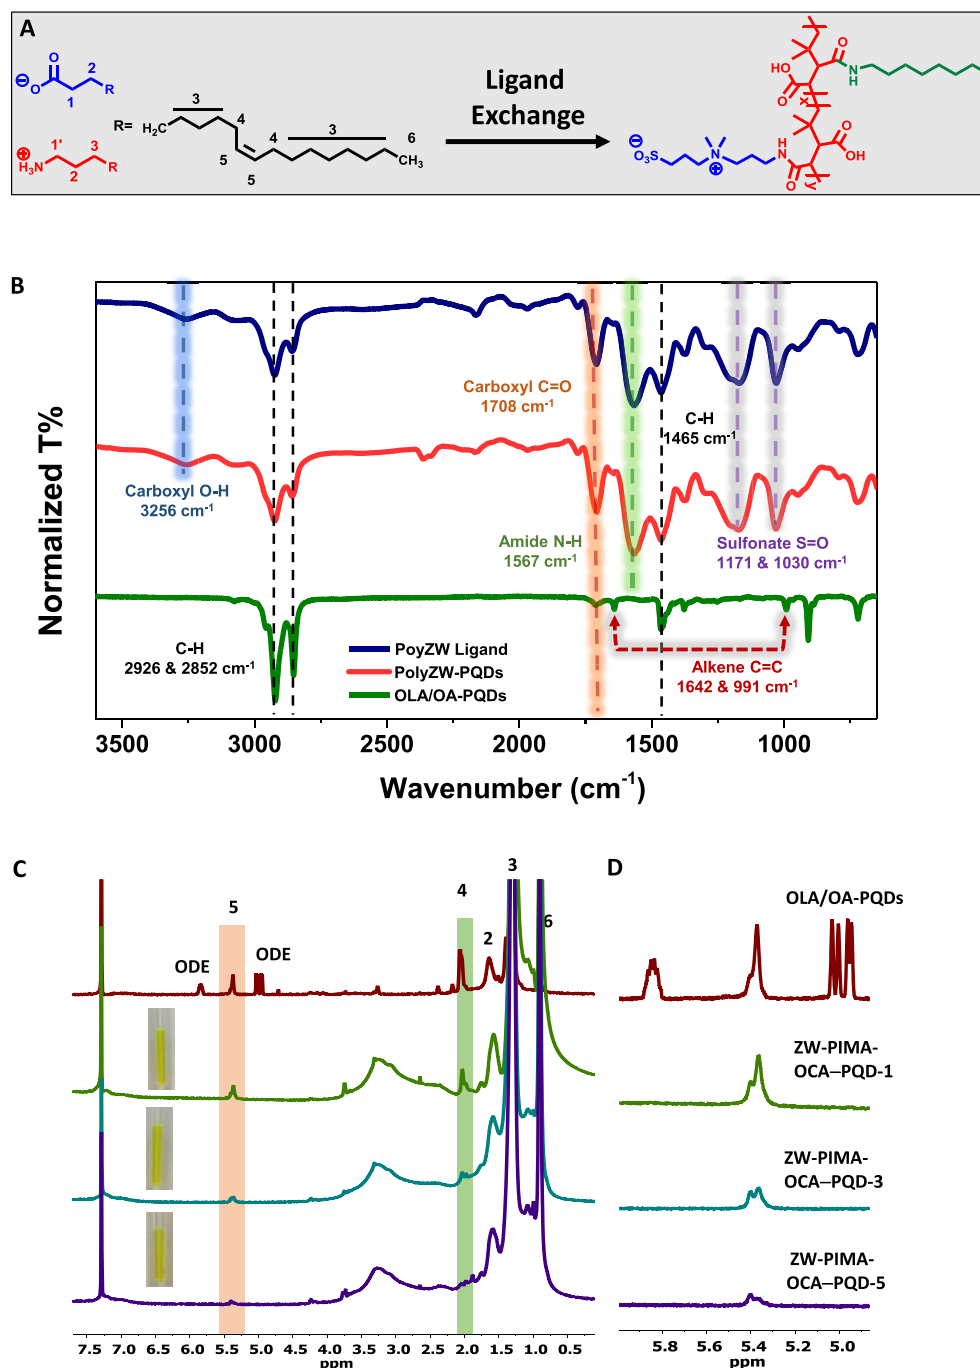 A
Ligand
Exchange
O
⊖
O
2
R
1
⊕
H₃N
1'
3
R
2
R=
H₂C
3
4
5
5
4
3
6
CH₃
⊖
O₃S
N
⊕
H
N
O
HO
O
x
O
N
H
O
OH
y
B
Normalized T%
Carboxyl O-H
3256 cm⁻¹
Carboxyl C=O
1708 cm⁻¹
Amide N-H
1567 cm⁻¹
C-H
1465 cm⁻¹
Sulfonate S=O
1171 & 1030 cm⁻¹
C-H
2926 & 2852 cm⁻¹
PoyZW Ligand
PolyZW-PQDs
OLA/OA-PQDs
Alkene C=C
1642 & 991 cm⁻¹
3500 3000 2500 2000 1500 1000
Wavenumber (cm⁻¹)
C
5
ODE
ODE
4
2
3
6
7.5 7.0 6.5 6.0 5.5 5.0 4.5 4.0 3.5 3.0 2.5 2.0 1.5 1.0 0.5
ppm
D
OLA/OA-PQDs
ZW-PIMA-
OCA–PQD-1
ZW-PIMA-
OCA–PQD-3
ZW-PIMA-
OCA–PQD-5
5.8 5.6 5.4 5.2 5.0
ppm